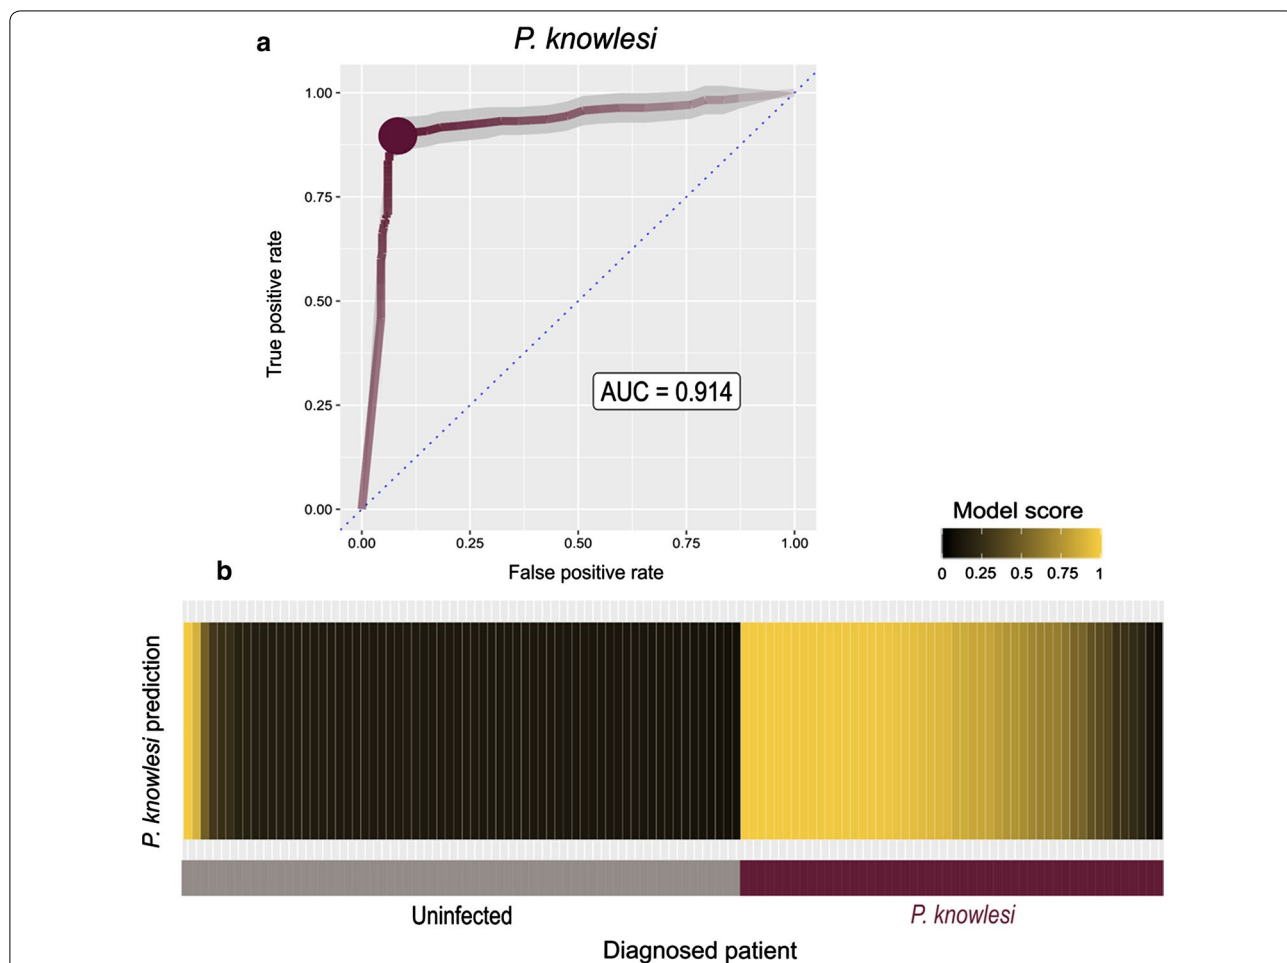 a
P. knowlesi
1.00
0.75
0.50
0.25
0.00
True positive rate
AUC = 0.914
0.00 0.25 0.50 0.75 1.00
False positive rate
Model score
0 0.25 0.5 0.75 1
b
P. knowlesi prediction
Uninfected P. knowlesi
Diagnosed patient